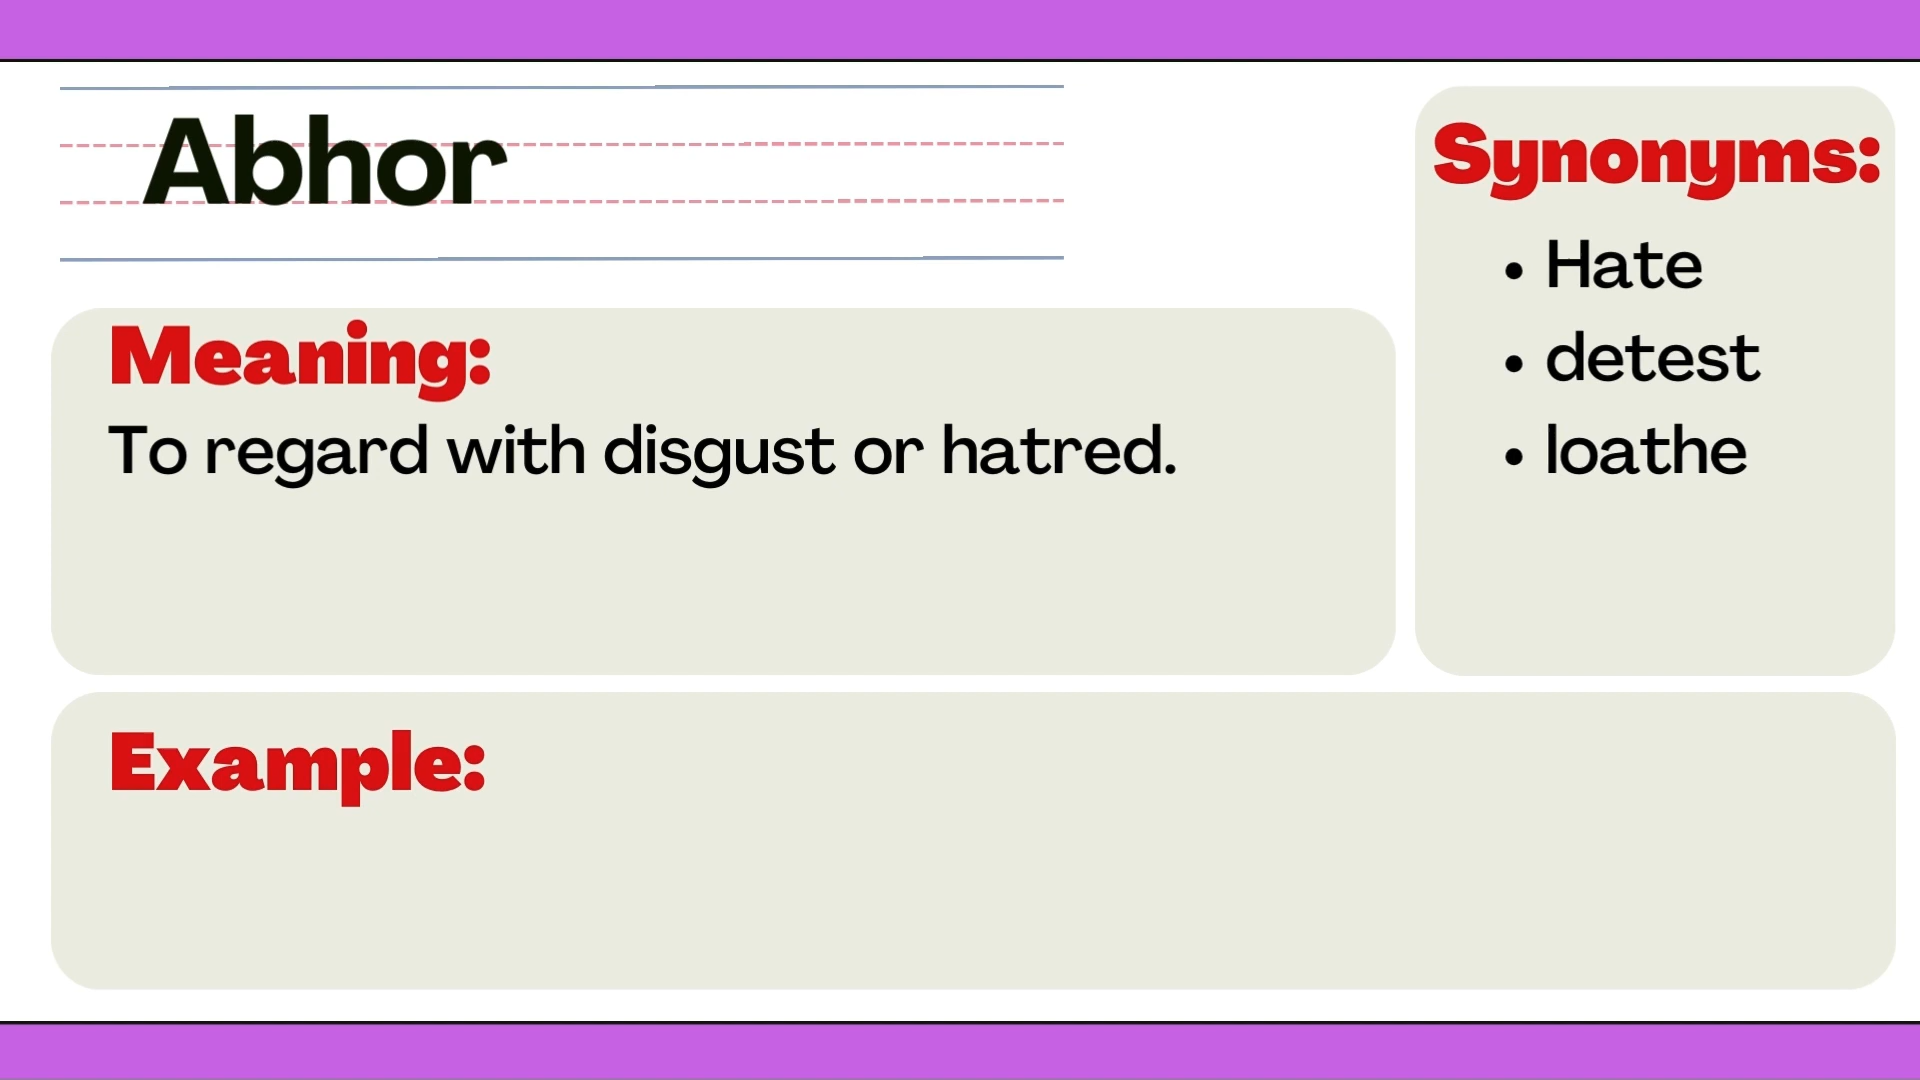 Abhor
Meaning:
To regard with disgust or hatred.
Synonyms:
• Hate
• detest
• loathe
Example: